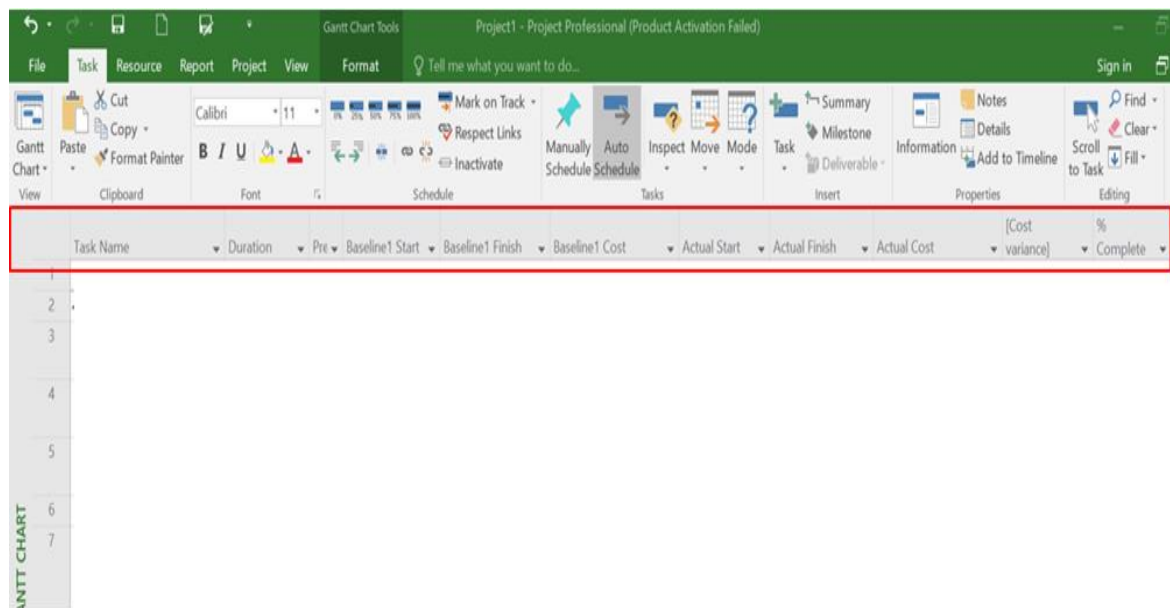 Gantt Chart Tools Project1 - Project Professional (Product Activation Failed)
File Task Resource Report Project View Format Tell me what you want to do... Sign in
Cut
Copy
Format Painter
Paste
Clipboard
Gantt
Chart
View
Calibri 11
B I U A
Font
0% 25% 50% 75% 100%
Mark on Track
Respect Links
Inactivate
Schedule
Manually
Schedule
Auto
Schedule
Inspect Move Mode
Tasks
Task
Summary
Milestone
Deliverable
Insert
Information
Notes
Details
Add to Timeline
Properties
Scroll
to Task
Find
Clear
Fill
Editing
Task Name Duration Pre Baseline1 Start Baseline1 Finish Baseline1 Cost Actual Start Actual Finish Actual Cost [Cost
variance] %
Complete
1
2
3
4
5
6
7
ANTT CHART